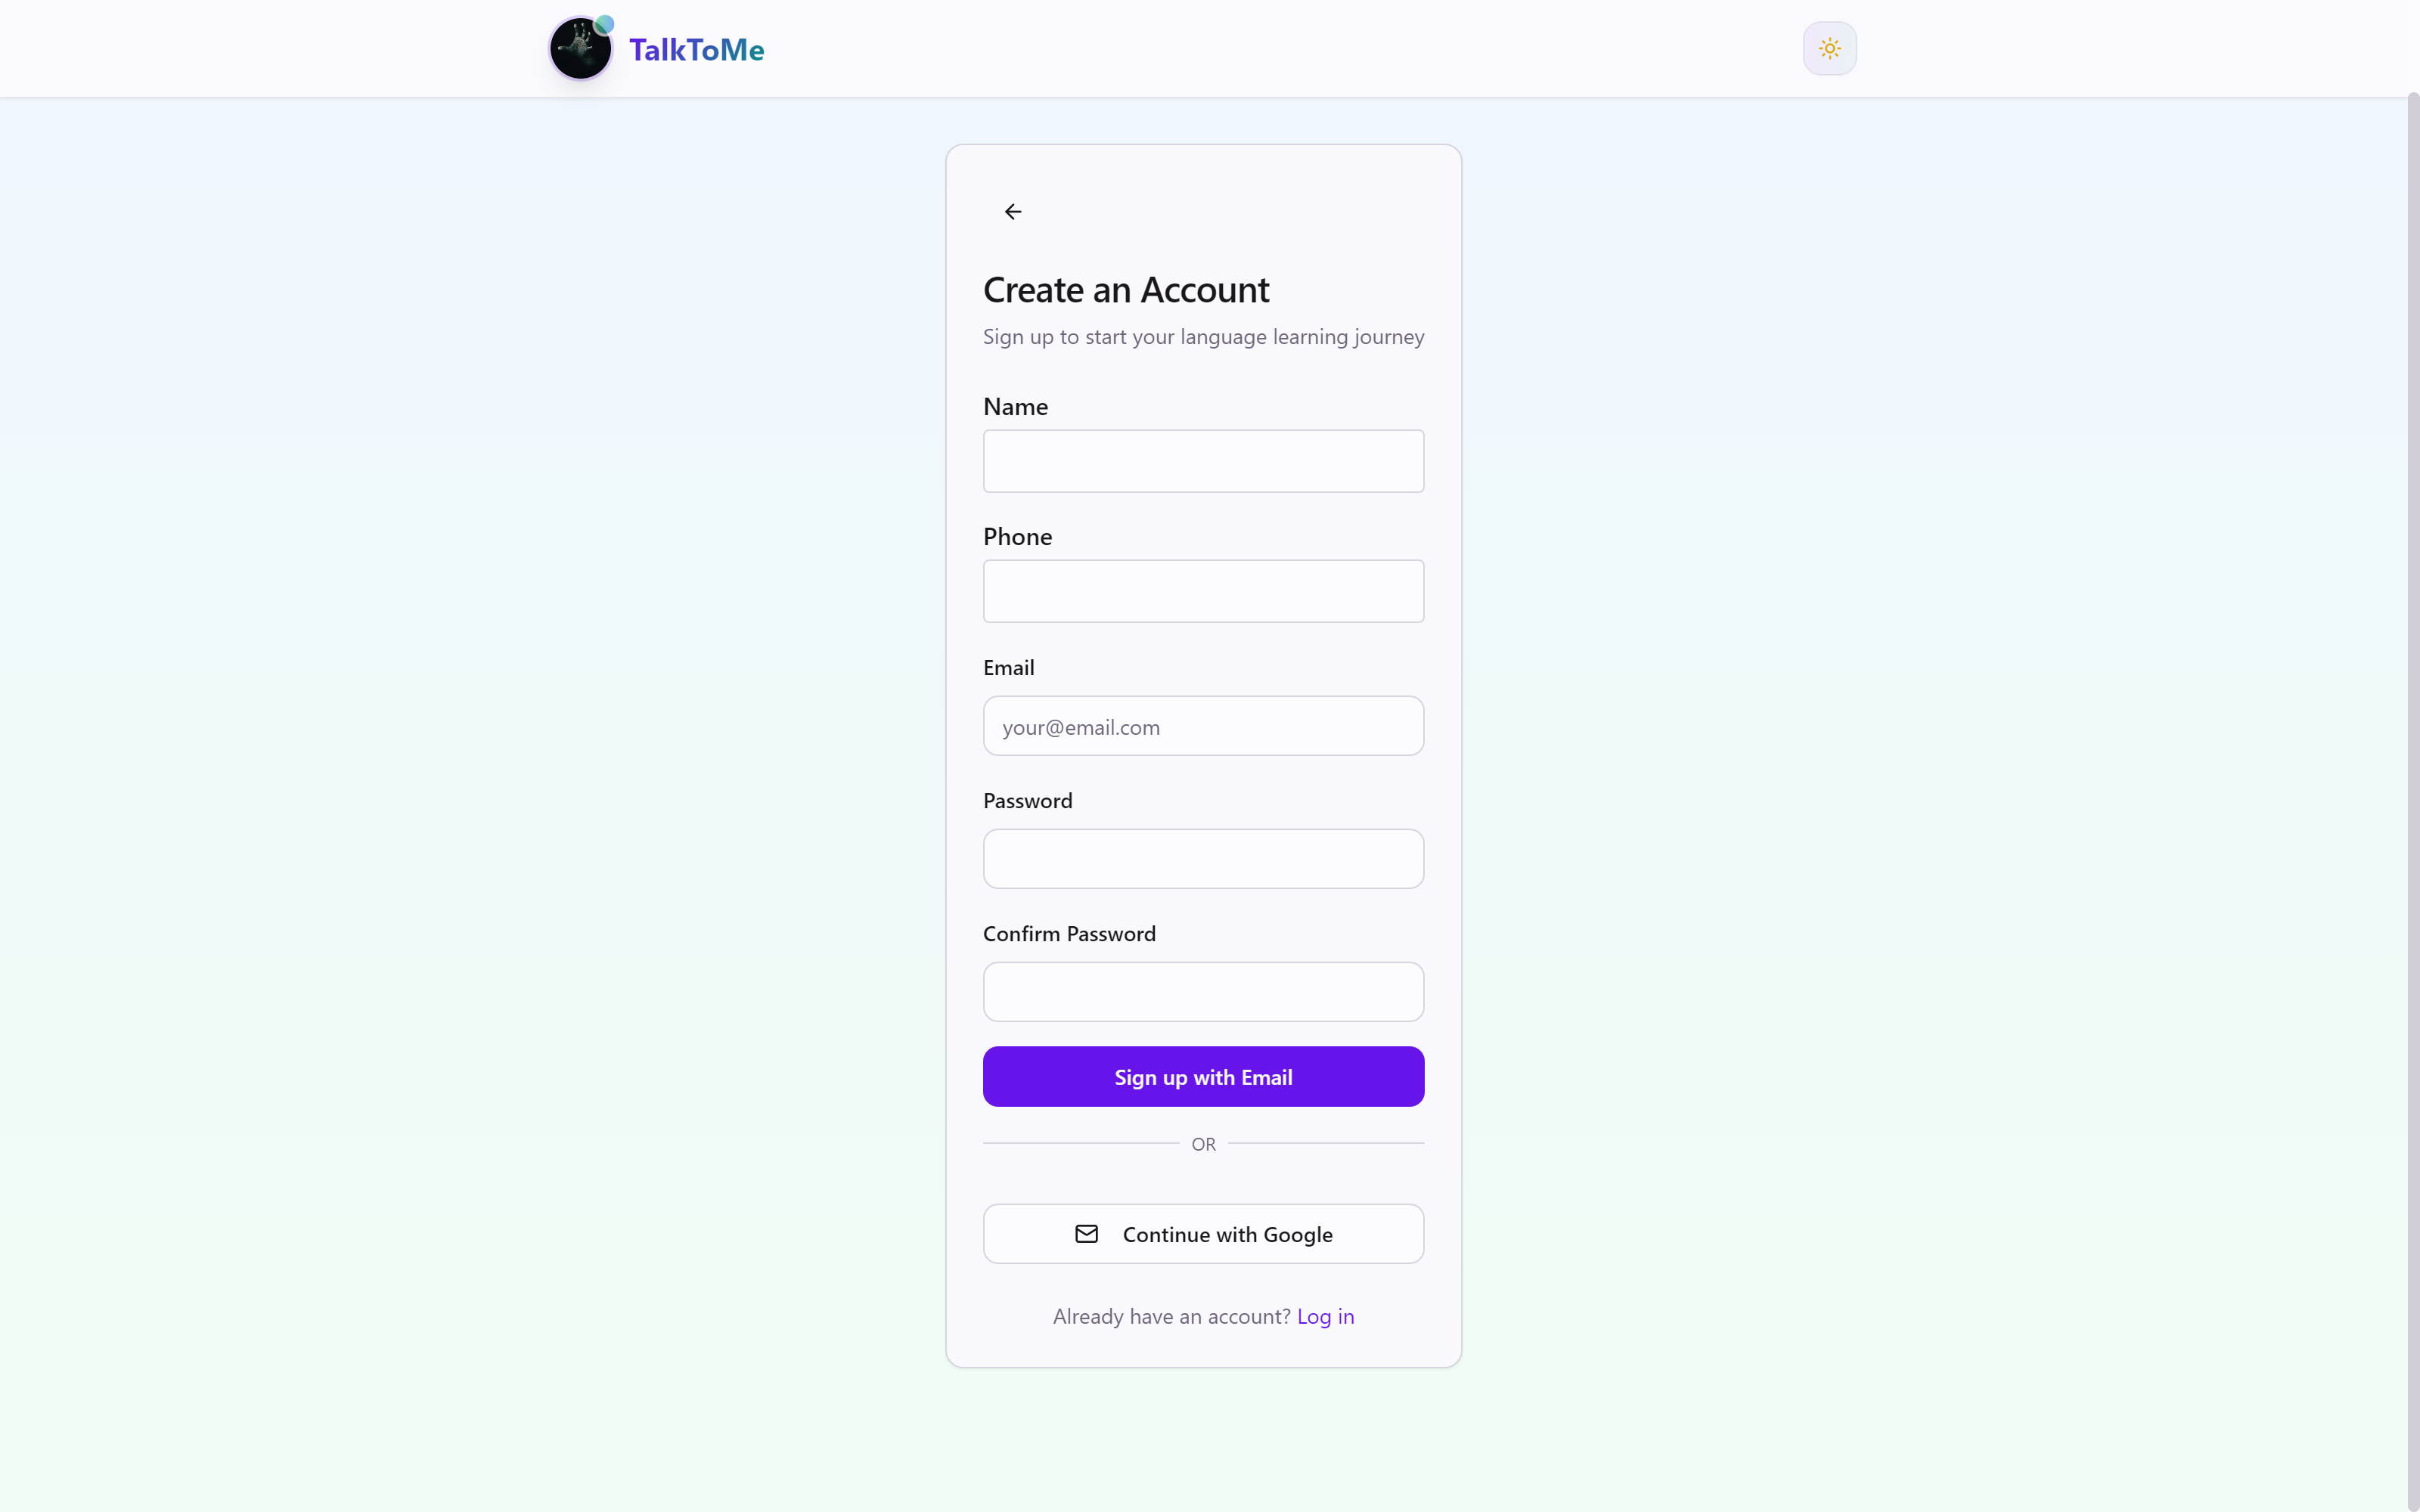 TalkToMe
Create an Account
Sign up to start your language learning journey
Name
Phone
Email
your@email.com
Password
Confirm Password
Sign up with Email
OR
Continue with Google
Already have an account? Log in